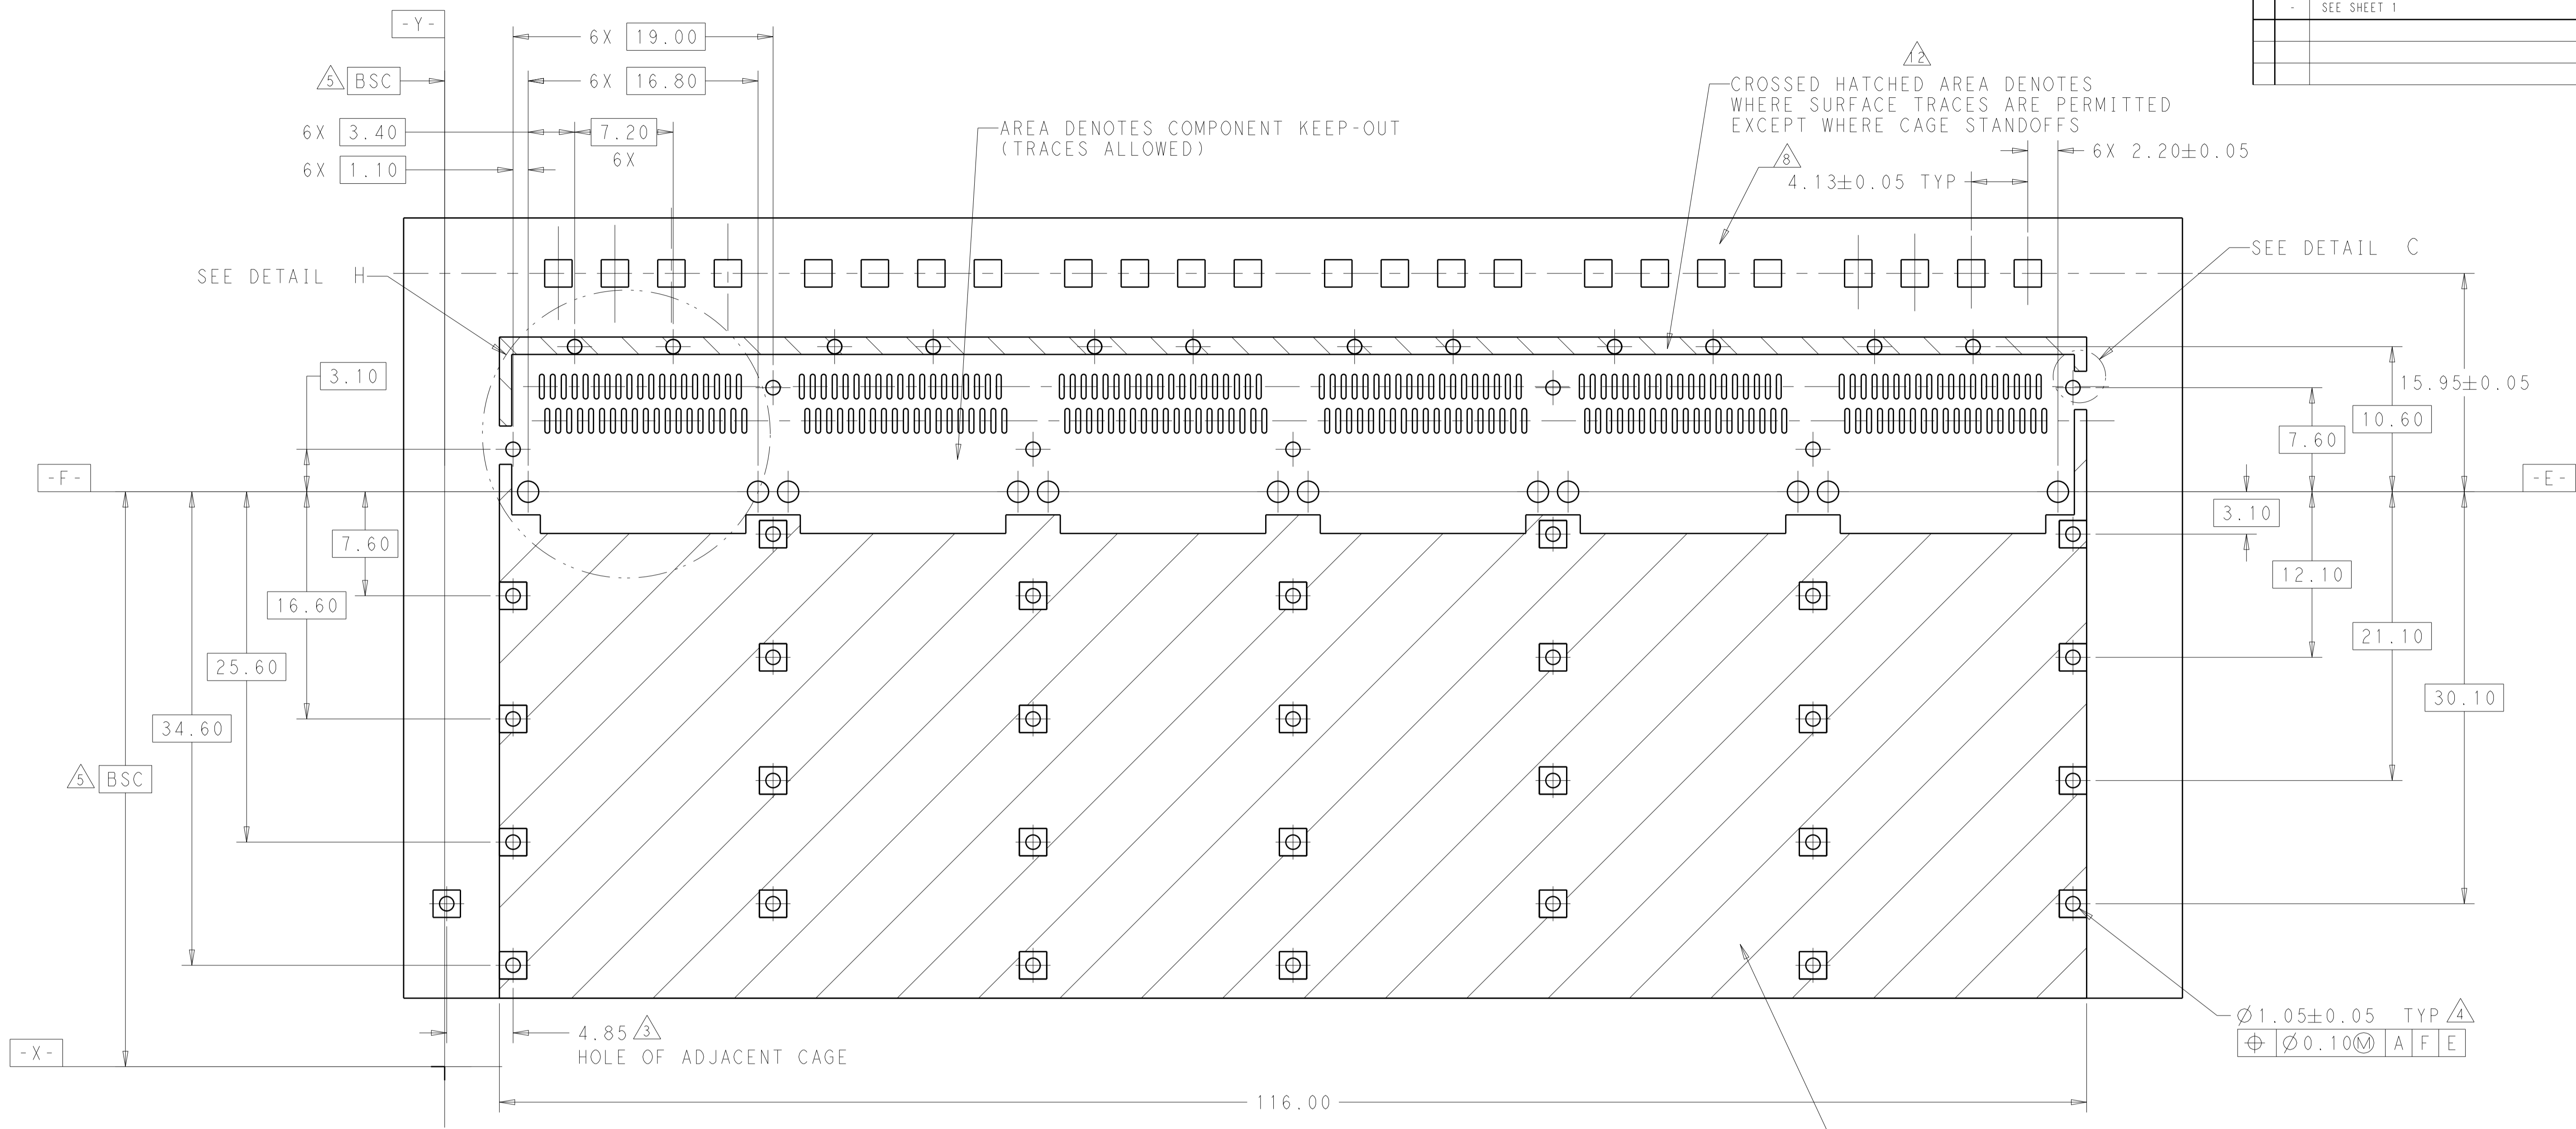 - SEE SHEET 1
-Y-
6X 19.00
5 BSC
6X 16.80
6X 3.40
7.20
6X
6X 1.10
AREA DENOTES COMPONENT KEEP-OUT
(TRACES ALLOWED)
12
CROSSED HATCHED AREA DENOTES
WHERE SURFACE TRACES ARE PERMITTED
EXCEPT WHERE CAGE STANDOFFS
8
4.13±0.05 TYP
6X 2.20±0.05
SEE DETAIL H
SEE DETAIL C
3.10
15.95±0.05
10.60
7.60
-F-
-E-
3.10
7.60
12.10
16.60
21.10
25.60
30.10
34.60
5 BSC
4.85 3
HOLE OF ADJACENT CAGE
Ø1.05±0.05 TYP 4
⌖ Ø0.10Ⓜ A F E
-X-
116.00